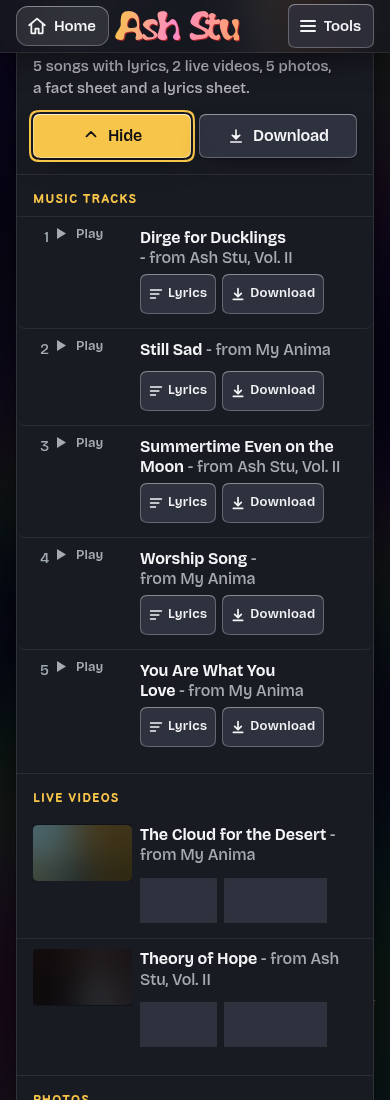 Home
Ash Stu
Tools
5 songs with lyrics, 2 live videos, 5 photos,
a fact sheet and a lyrics sheet.
Hide
Download
MUSIC TRACKS
1 Play
Dirge for Ducklings
- from Ash Stu, Vol. II
Lyrics
Download
2 Play
Still Sad - from My Anima
Lyrics
Download
3 Play
Summertime Even on the
Moon - from Ash Stu, Vol. II
Lyrics
Download
4 Play
Worship Song -
from My Anima
Lyrics
Download
5 Play
You Are What You
Love - from My Anima
Lyrics
Download
LIVE VIDEOS
The Cloud for the Desert -
from My Anima
Theory of Hope - from Ash
Stu, Vol. II
PHOTOS